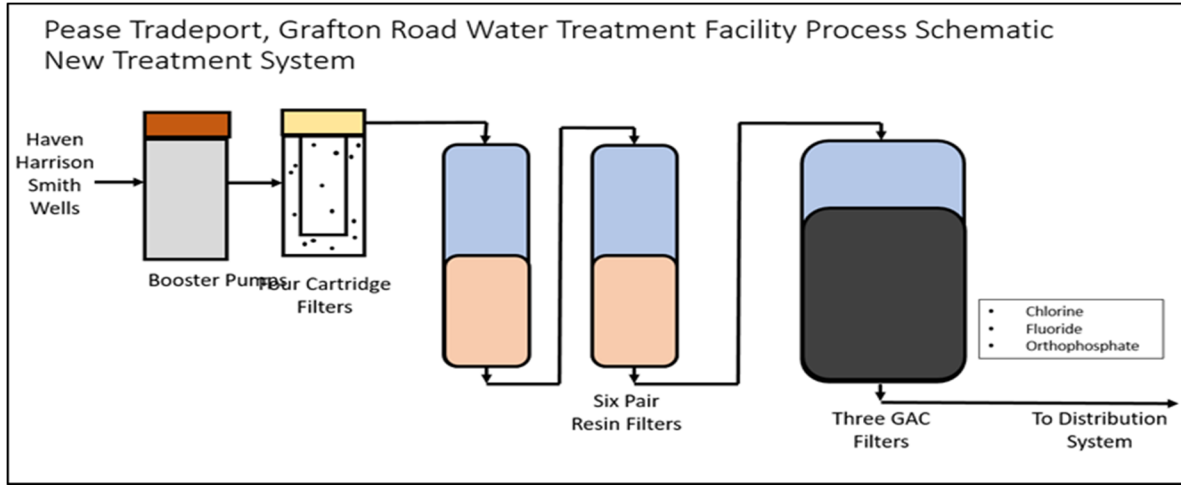 Pease Tradeport, Grafton Road Water Treatment Facility Process Schematic
New Treatment System
Haven
Harrison
Smith
Wells
Booster Pumps
Four Cartridge
Filters
Six Pair
Resin Filters
Three GAC
Filters
• Chlorine
• Fluoride
• Orthophosphate
To Distribution
System